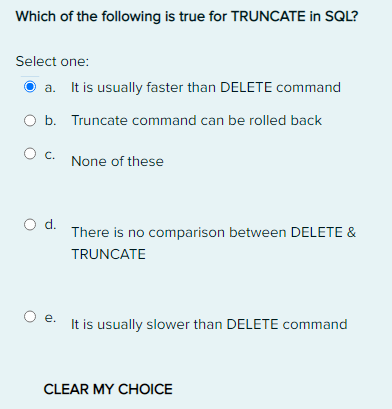 Which of the following is true for TRUNCATE in SQL?
Select one:
a. It is usually faster than DELETE command
b. Truncate command can be rolled back
c. None of these
d. There is no comparison between DELETE &
TRUNCATE
e. It is usually slower than DELETE command
CLEAR MY CHOICE